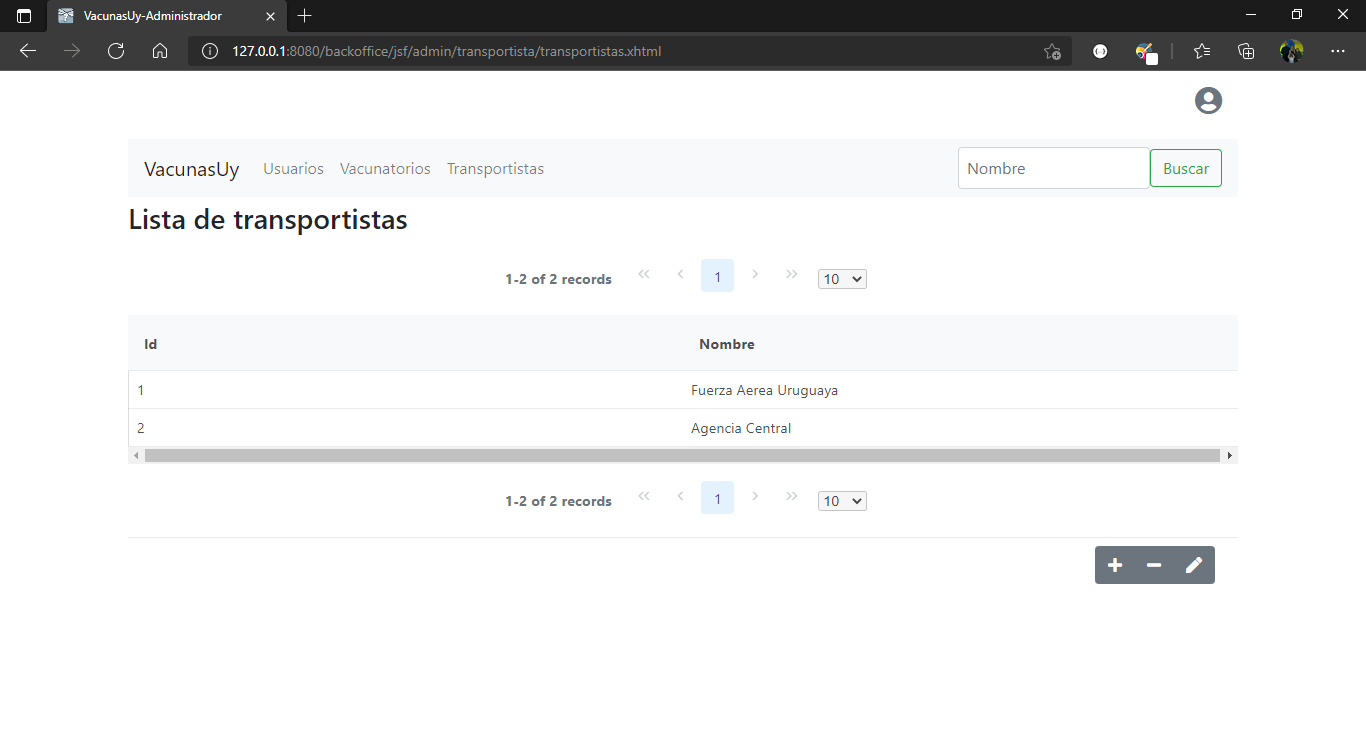 VacunasUy-Administrador
127.0.0.1:8080/backoffice/jsf/admin/transportista/transportistas.xhtml
VacunasUy Usuarios Vacunatorios Transportistas Nombre Buscar
Lista de transportistas
1-2 of 2 records 1 10
Id Nombre
1 Fuerza Aerea Uruguaya
2 Agencia Central
1-2 of 2 records 1 10